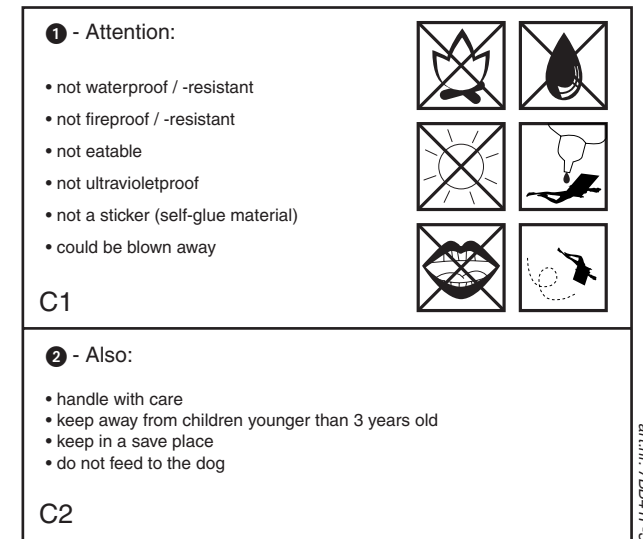 1 - Attention:
• not waterproof / -resistant
• not fireproof / -resistant
• not eatable
• not ultravioletproof
• not a sticker (self-glue material)
• could be blown away
C1
2 - Also:
• handle with care
• keep away from children younger than 3 years old
• keep in a save place
• do not feed to the dog
C2